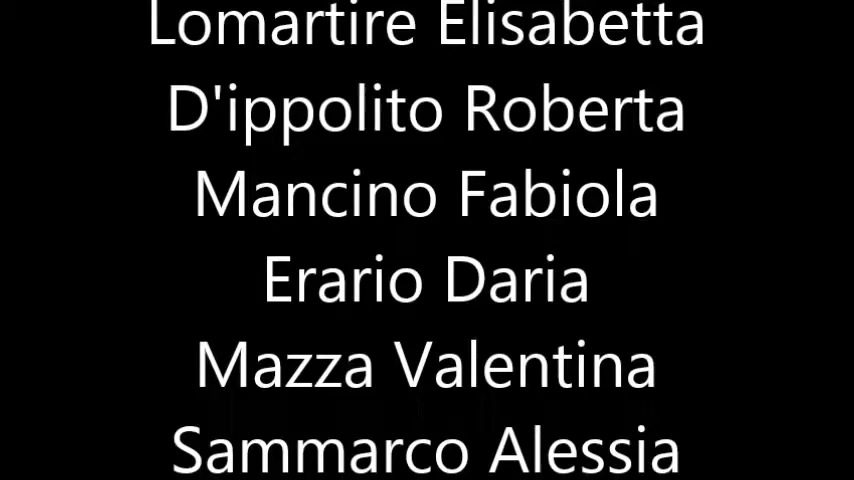 Lomartire Elisabetta
D'ippolito Roberta
Mancino Fabiola
Erario Daria
Mazza Valentina
Sammarco Alessia